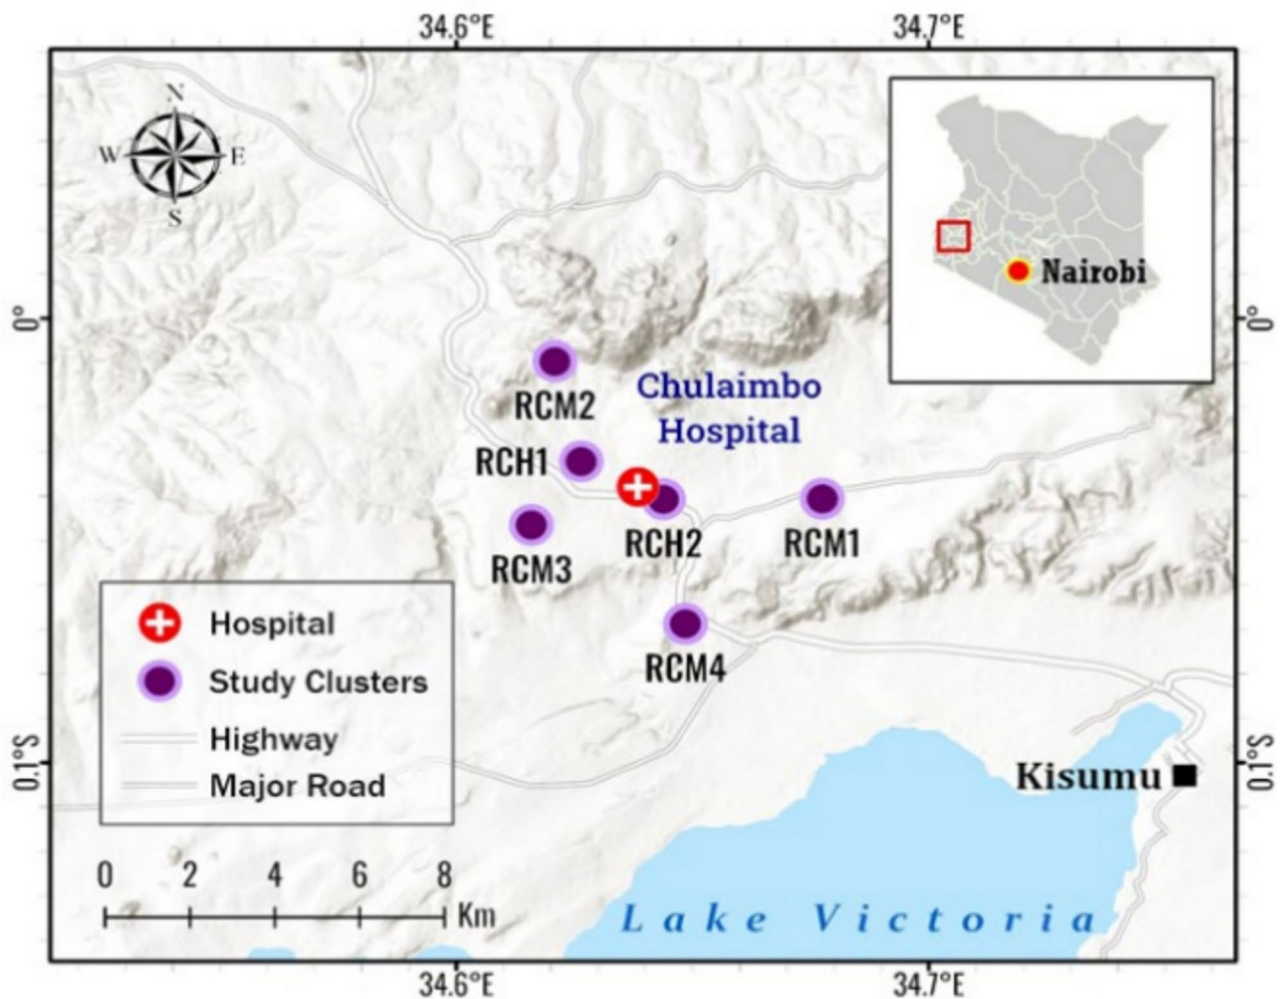 34.6°E 34.7°E
N
W E
S
Nairobi
0° 0°
RCM2
Chulaimbo
Hospital
RCH1
RCH2
RCM1
RCM3
RCM4
Hospital
Study Clusters
Highway
Major Road
0.1°S 0.1°S
Kisumu
0 2 4 6 8
Km
Lake Victoria
34.6°E 34.7°E